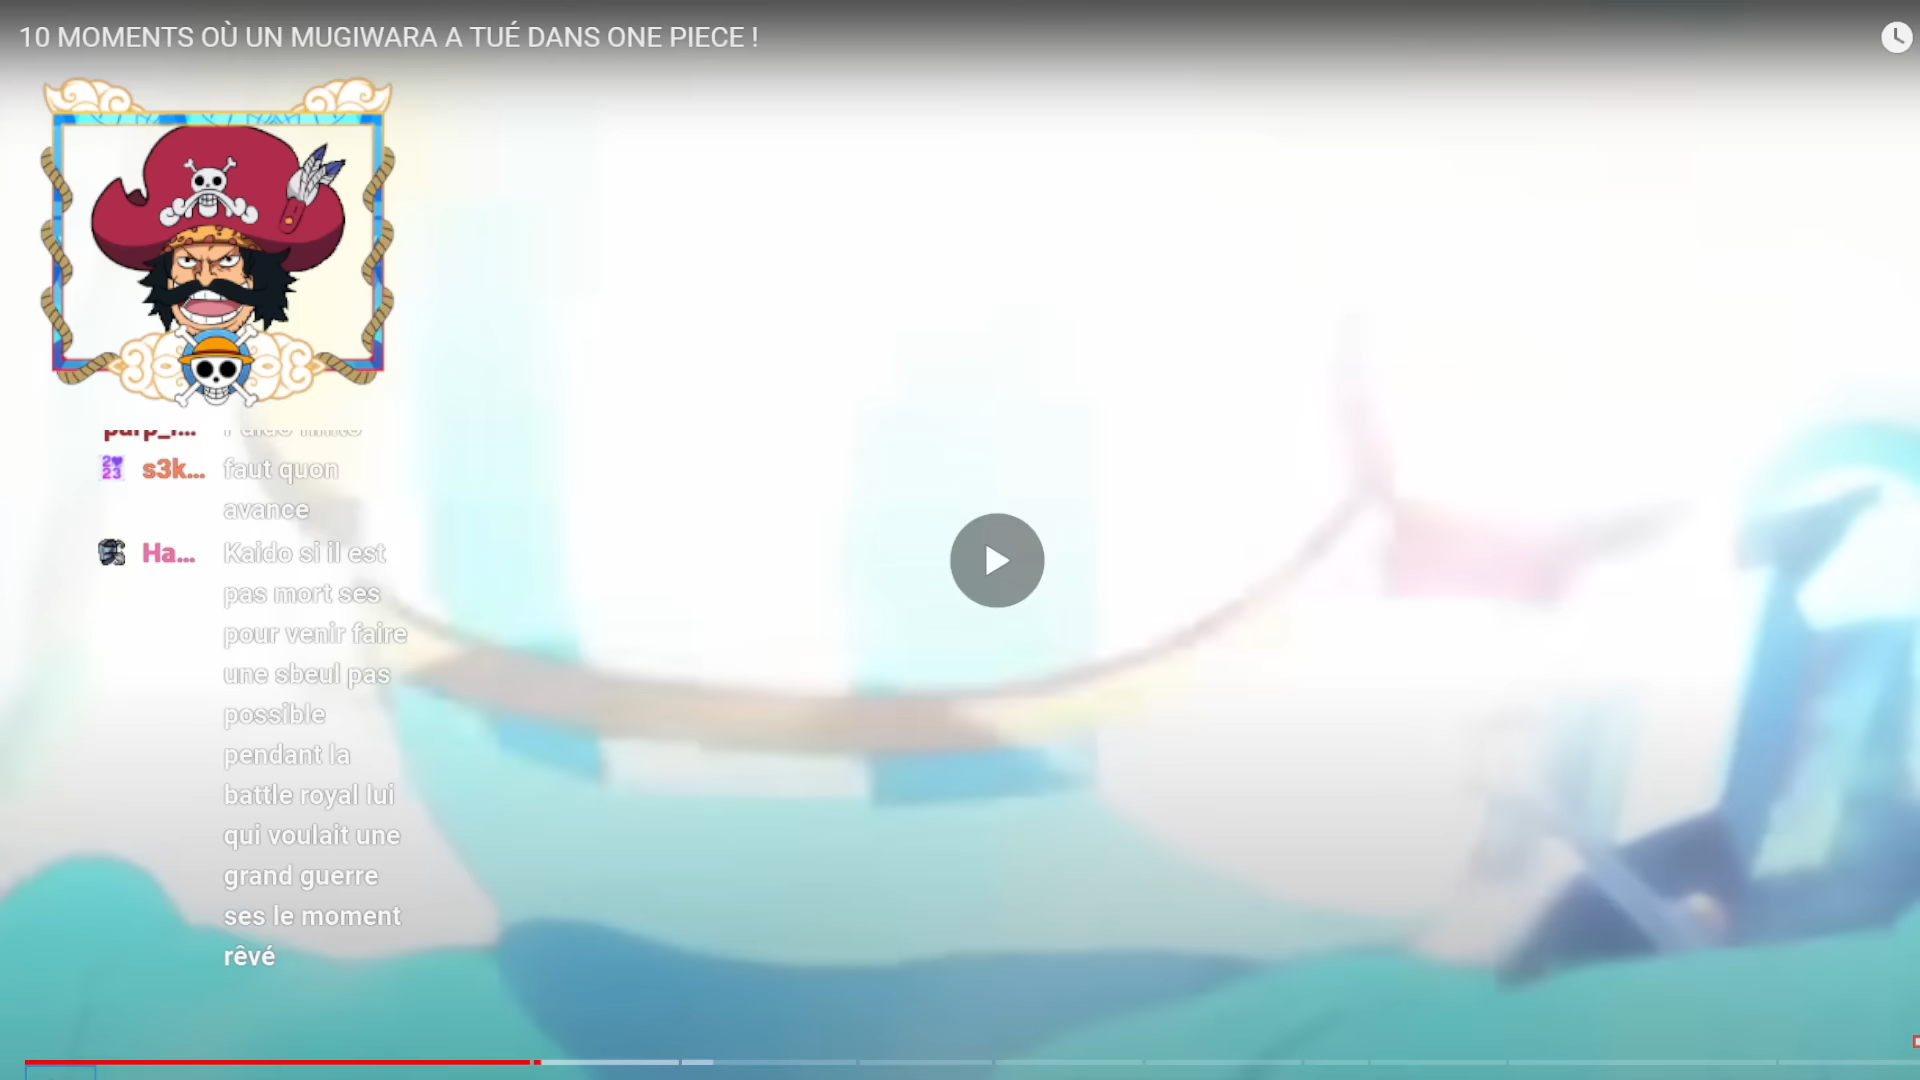 10 MOMENTS OÙ UN MUGIWARA A TUÉ DANS ONE PIECE !
2 23 s3k... faut quon
avance
Ha... Kaido si il est
pas mort ses
pour venir faire
une sbeul pas
possible
pendant la
battle royal lui
qui voulait une
grand guerre
ses le moment
rêvé